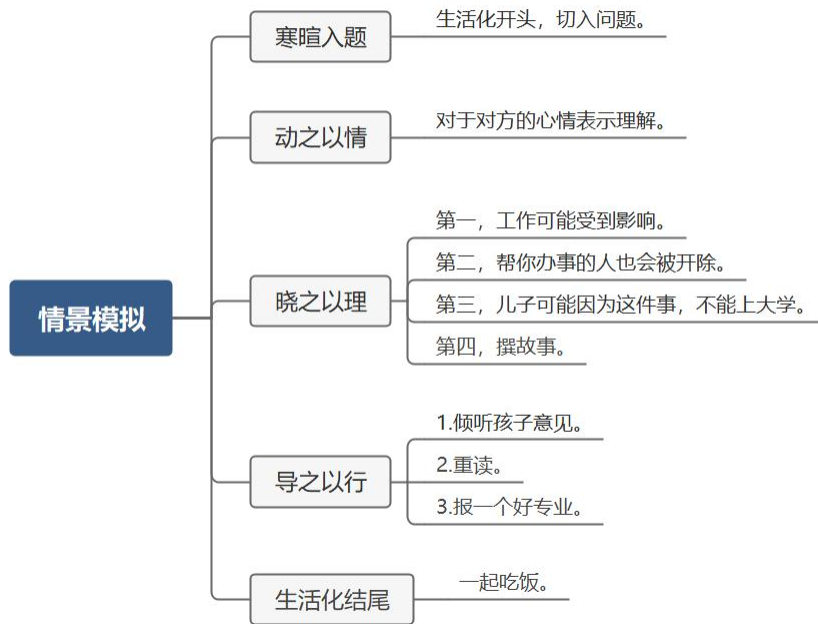 情景模拟
寒暄入题
生活化开头，切入问题。
动之以情
对于对方的心情表示理解。
晓之以理
第一，工作可能受到影响。
第二，帮你办事的人也会被开除。
第三，儿子可能因为这件事，不能上大学。
第四，撰故事。
导之以行
1.倾听孩子意见。
2.重读。
3.报一个好专业。
生活化结尾
一起吃饭。